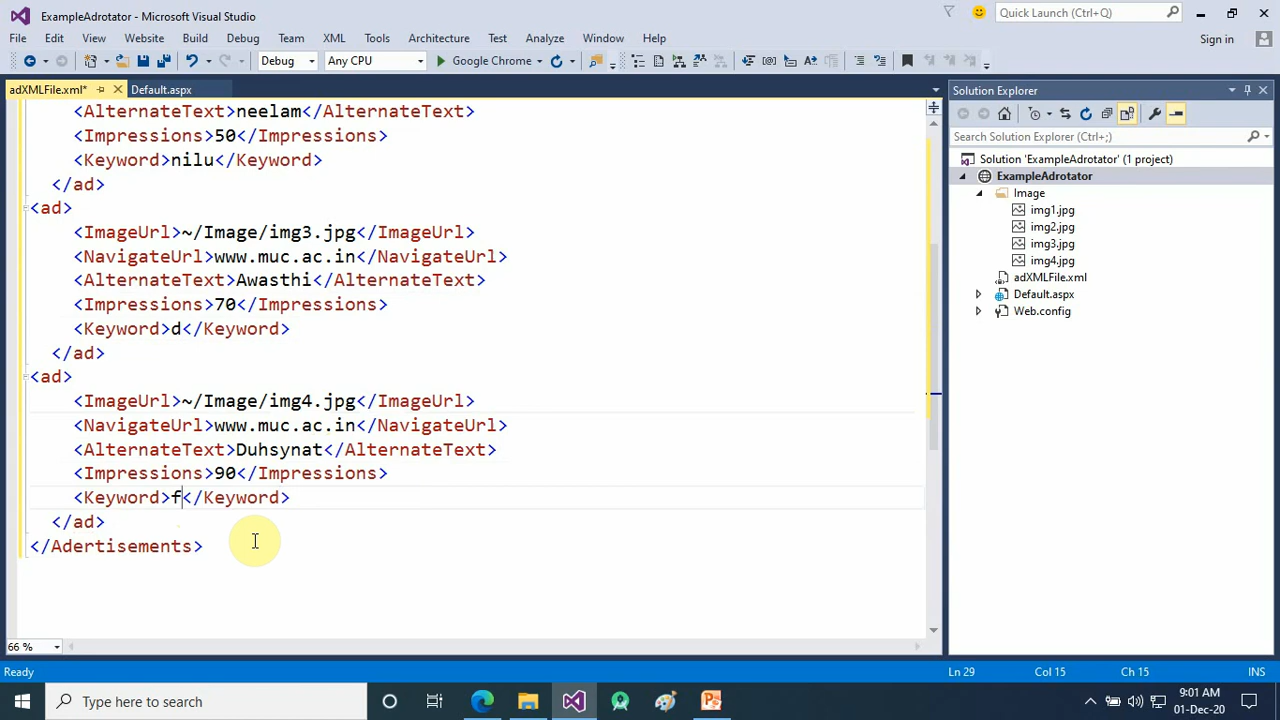 ExampleAdrotator - Microsoft Visual Studio
Quick Launch (Ctrl+Q)
File Edit View Website Build Debug Team XML Tools Architecture Test Analyze Window Help
Sign in
Debug Any CPU Google Chrome
adXMLFile.xml* Default.aspx
<AlternateText>neelam</AlternateText>
<Impressions>50</Impressions>
<Keyword>nilu</Keyword>
</ad>
<ad>
<ImageUrl>~/Image/img3.jpg</ImageUrl>
<NavigateUrl>www.muc.ac.in</NavigateUrl>
<AlternateText>Awasthi</AlternateText>
<Impressions>70</Impressions>
<Keyword>d</Keyword>
</ad>
<ad>
<ImageUrl>~/Image/img4.jpg</ImageUrl>
<NavigateUrl>www.muc.ac.in</NavigateUrl>
<AlternateText>Duhsynat</AlternateText>
<Impressions>90</Impressions>
<Keyword>f</Keyword>
</ad>
</Adertisements>
66 %
Solution Explorer
Search Solution Explorer (Ctrl+;)
Solution 'ExampleAdrotator' (1 project)
ExampleAdrotator
Image
img1.jpg
img2.jpg
img3.jpg
img4.jpg
adXMLFile.xml
Default.aspx
Web.config
Ready Ln 29 Col 15 Ch 15 INS
Type here to search
9:01 AM
01-Dec-20